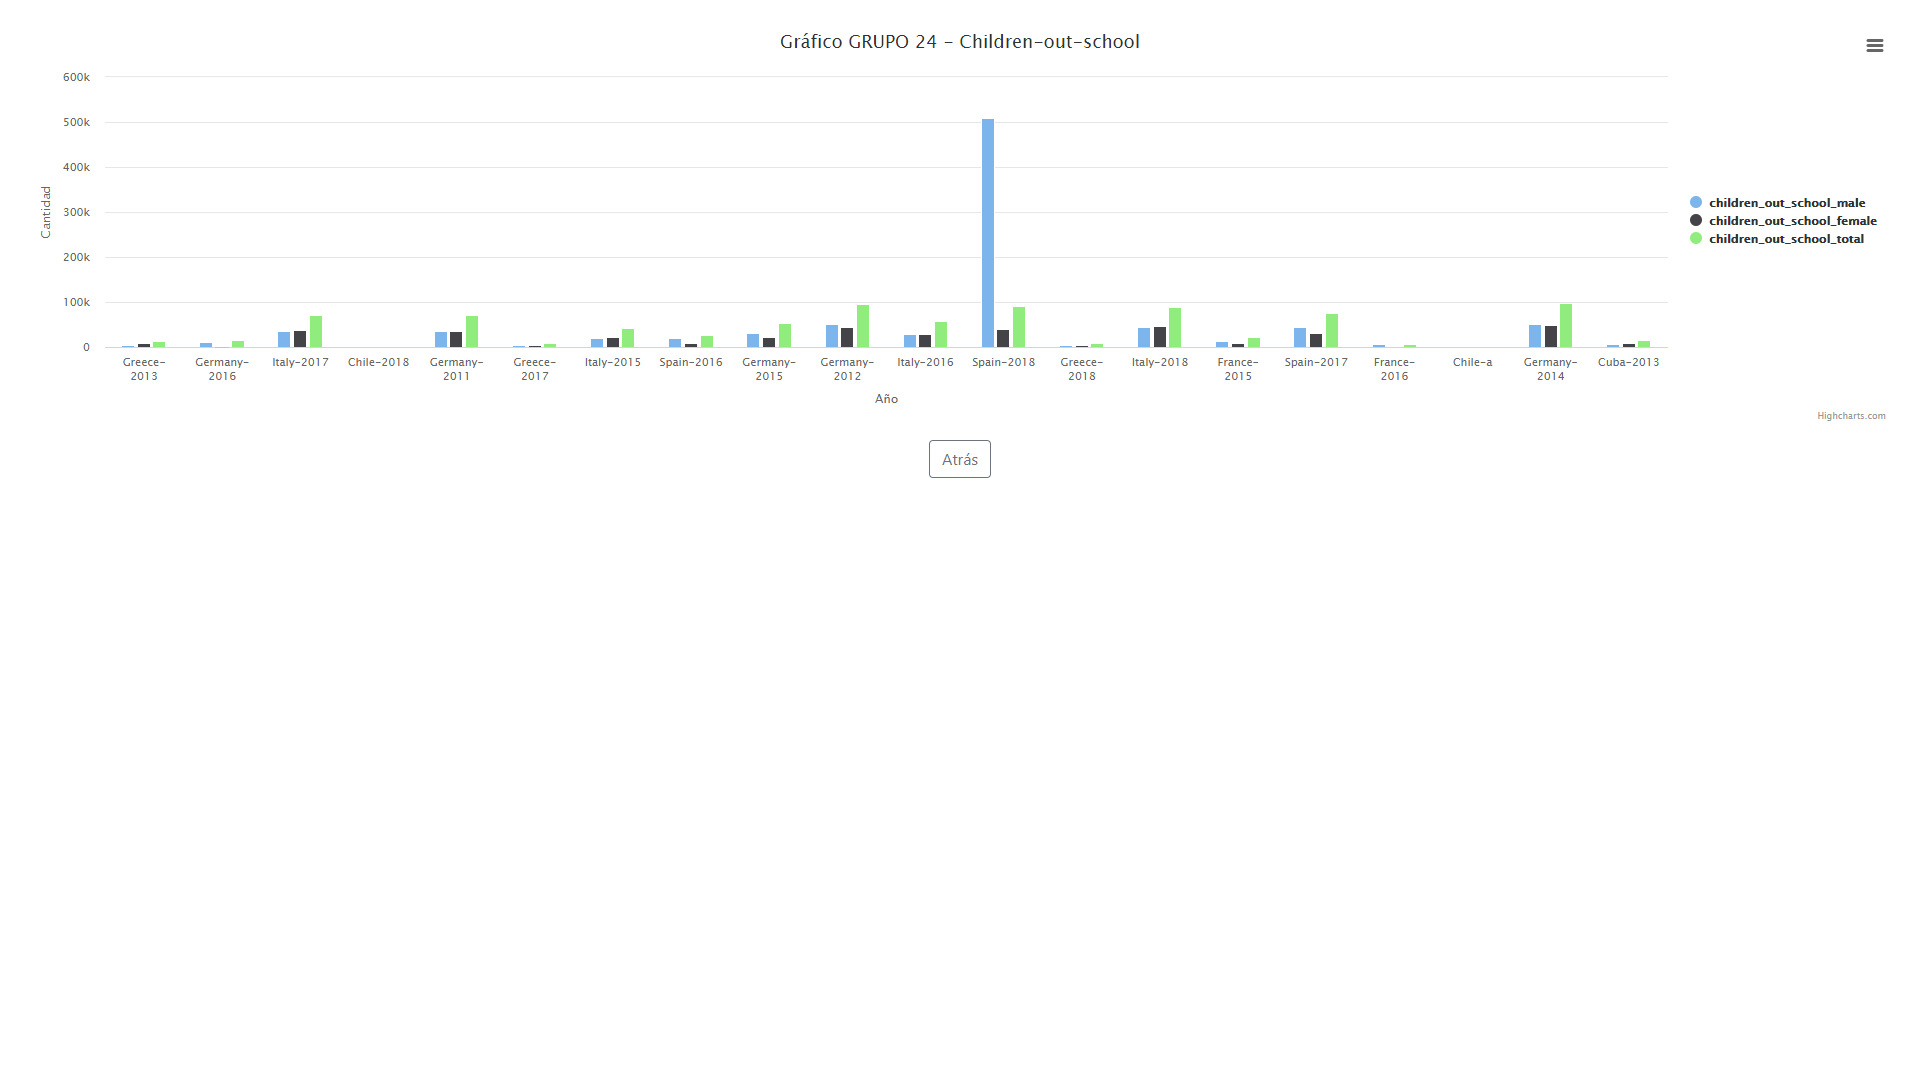 Gráfico GRUPO 24 - Children-out-school
600k
500k
400k
300k
200k
100k
0
Cantidad
Greece-
2013
Germany-
2016
Italy-2017
Chile-2018
Germany-
2011
Greece-
2017
Italy-2015
Spain-2016
Germany-
2015
Germany-
2012
Italy-2016
Spain-2018
Greece-
2018
Italy-2018
France-
2015
Spain-2017
France-
2016
Chile-a
Germany-
2014
Cuba-2013
Año
children_out_school_male
children_out_school_female
children_out_school_total
Highcharts.com
Atrás